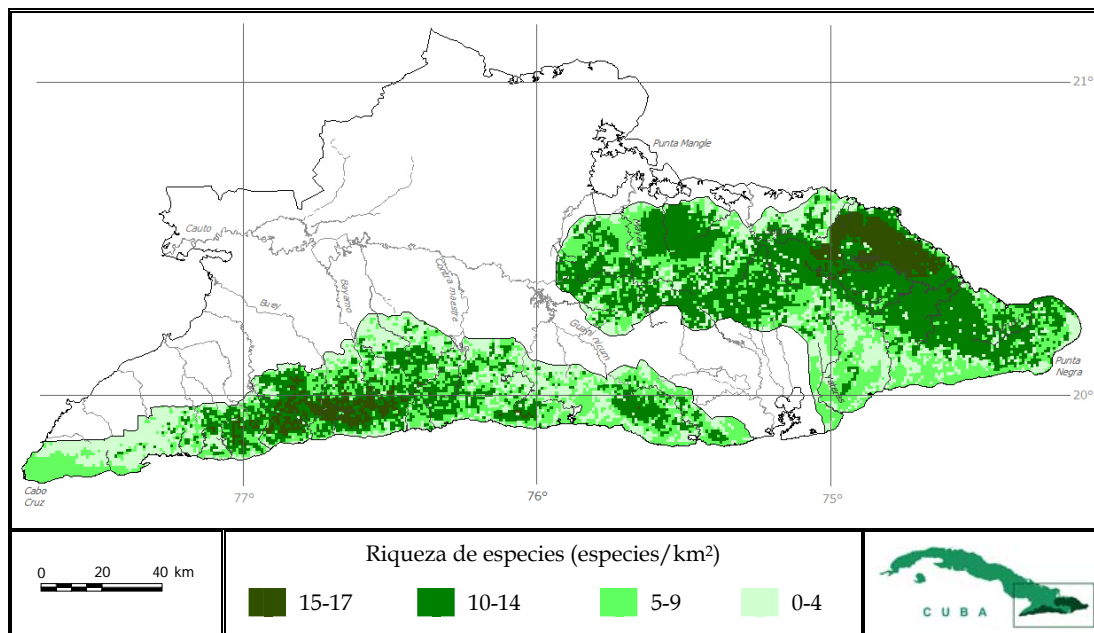 21°
Punta Mangle
Mayarí
Cauto
Contra maestre
Bayamo
Buey
Guaninicum
Punta
Negra
20°
Cabo
Cruz
77°
76°
75°
0 20 40 km
Riqueza de especies (especies/km²)
15-17
10-14
5-9
0-4
CUBA